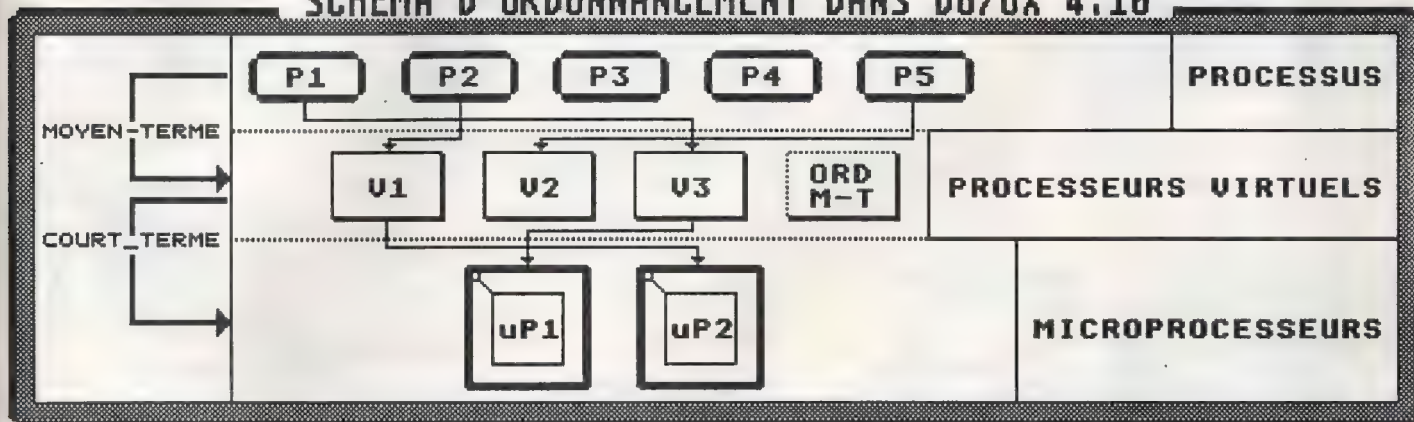 SCHEMA D'ORDONNANCEMENT DANS DG/UX 4.10
P1 P2 P3 P4 P5 PROCESSUS
MOYEN-TERME
V1 V2 V3 ORD M-T PROCESSEURS VIRTUELS
COURT_TERME
uP1 uP2 MICROPROCESSEURS